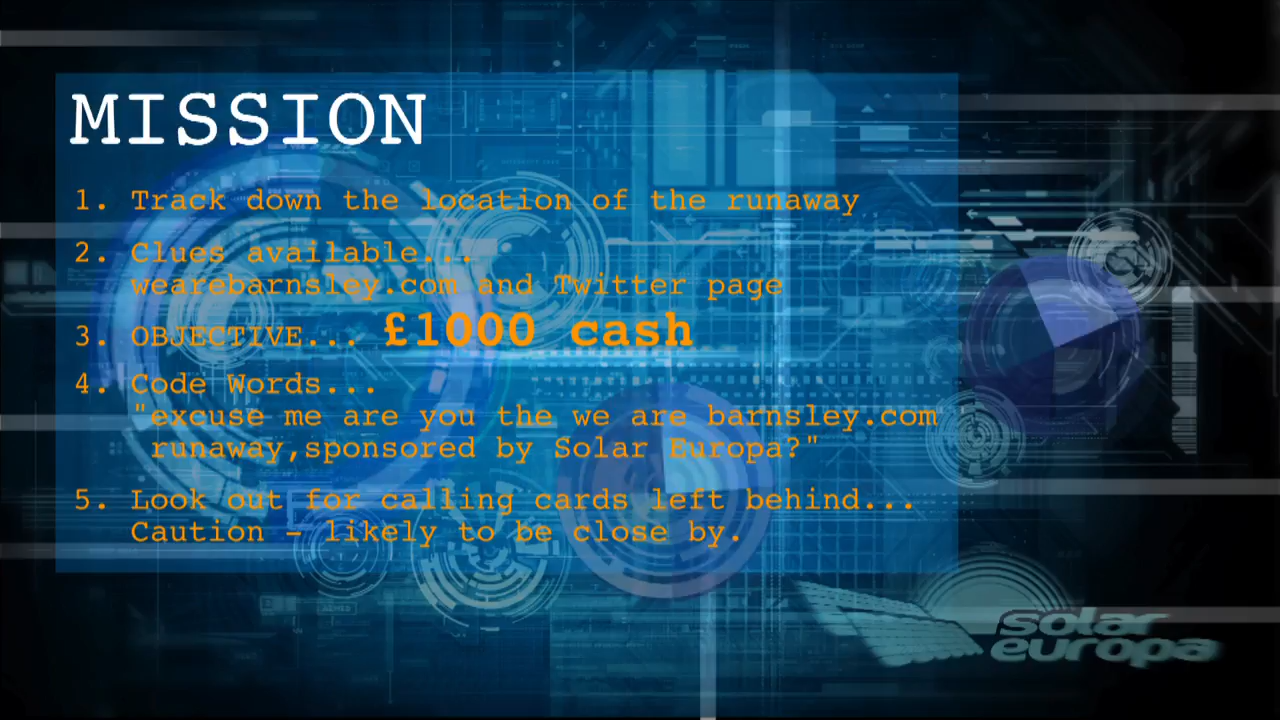 MISSION
1. Track down the location of the runaway
2. Clues available...
wearebarnsley.com and Twitter page
3. OBJECTIVE... £1000 cash
4. Code Words...
"excuse me are you the we are barnsley.com
runaway,sponsored by Solar Europa?"
5. Look out for calling cards left behind...
Caution - likely to be close by.
solar
europa